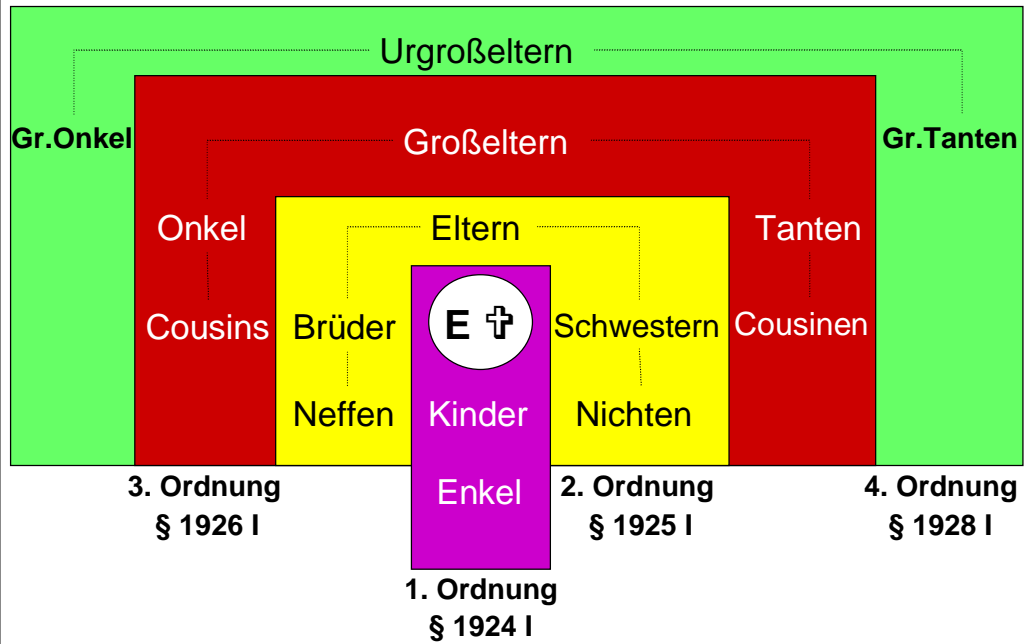 Urgroßeltern
Gr.Onkel Großeltern Gr.Tanten
Onkel Eltern Tanten
Cousins Brüder E ✞ Schwestern Cousinen
Neffen Kinder Nichten
Enkel
3. Ordnung 2. Ordnung 4. Ordnung
§ 1926 I § 1925 I § 1928 I
1. Ordnung
§ 1924 I